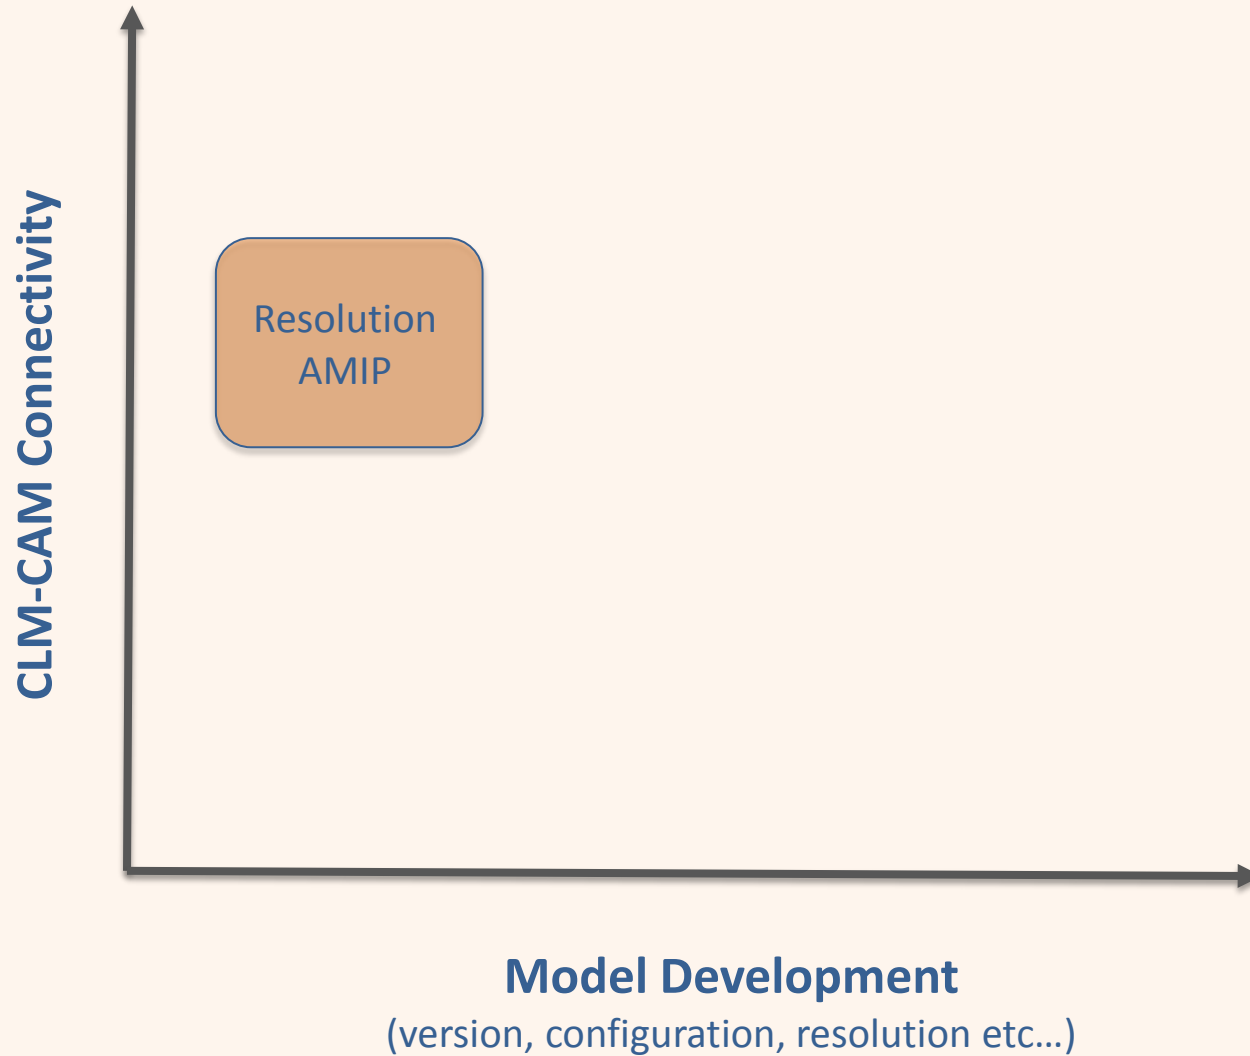 CLM-CAM Connectivity
Resolution
AMIP
Model Development
(version, configuration, resolution etc...)